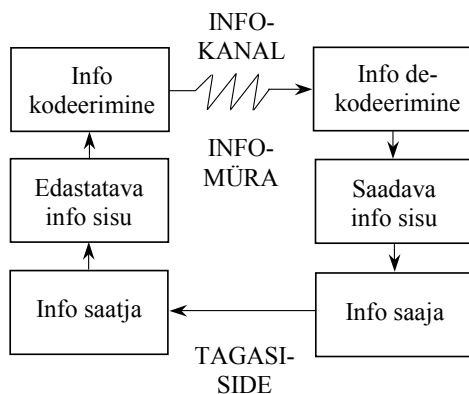 INFO-
KANAL
Info
kodeerimine
Info de-
kodeerimine
INFO-
MÜRA
Edastatava
info sisu
Saadava
info sisu
Info saatja
Info saaja
TAGASI-
SIDE